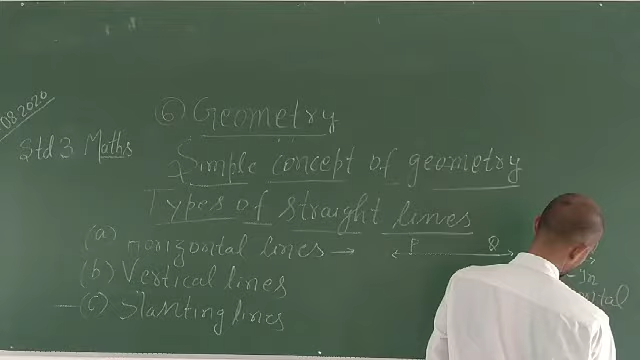 08.2020
⑥ Geometry
Std 3 Maths
Simple concept of geometry
Types of straight lines
(a) Horizontal lines → P Q
(b) Vertical lines
(c) Slanting lines